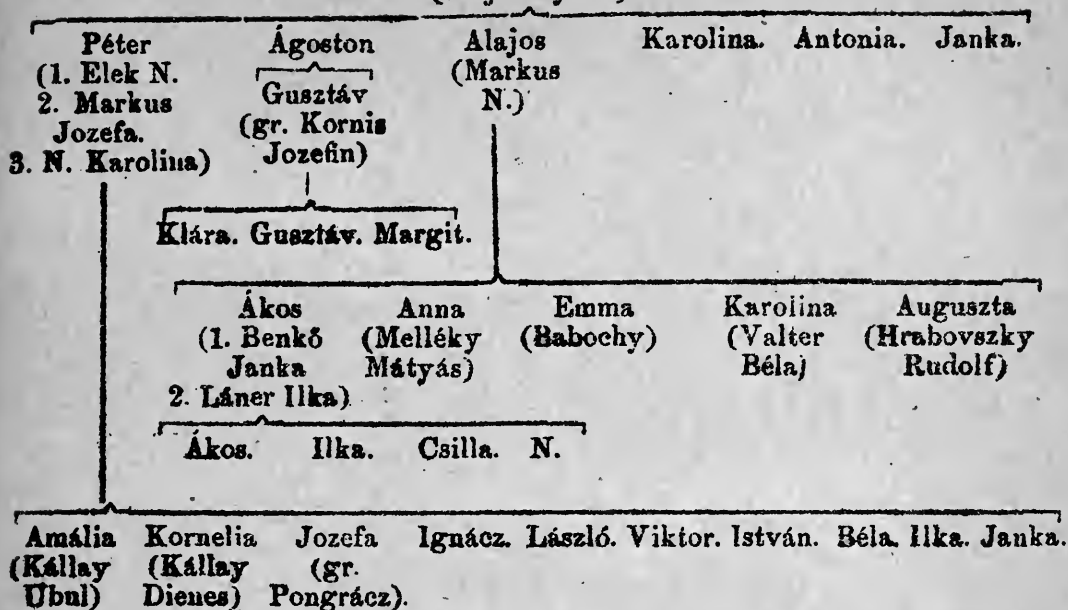 Péter Ágoston Alajos Karolina. Antonia. Janka.
(1. Elek N. Gusztáv (Markus
2. Markus (gr. Kornis N.)
Jozefa. Jozefin)
3. N. Karolina)
Klára. Gusztáv. Margit.
Ákos Anna Emma Karolina Auguszta
(1. Benkő (Melléky (Babochy) (Valter (Hrabovszky
Janka Mátyás) Béla) Rudolf)
2. Láner Ilka)
Ákos. Ilka. Csilla. N.
Amália Kornelia Jozefa Ignácz. László. Viktor. István. Béla. Ilka. Janka.
(Kállay (Kállay (gr.
Ubul) Dienes) Pongrácz).